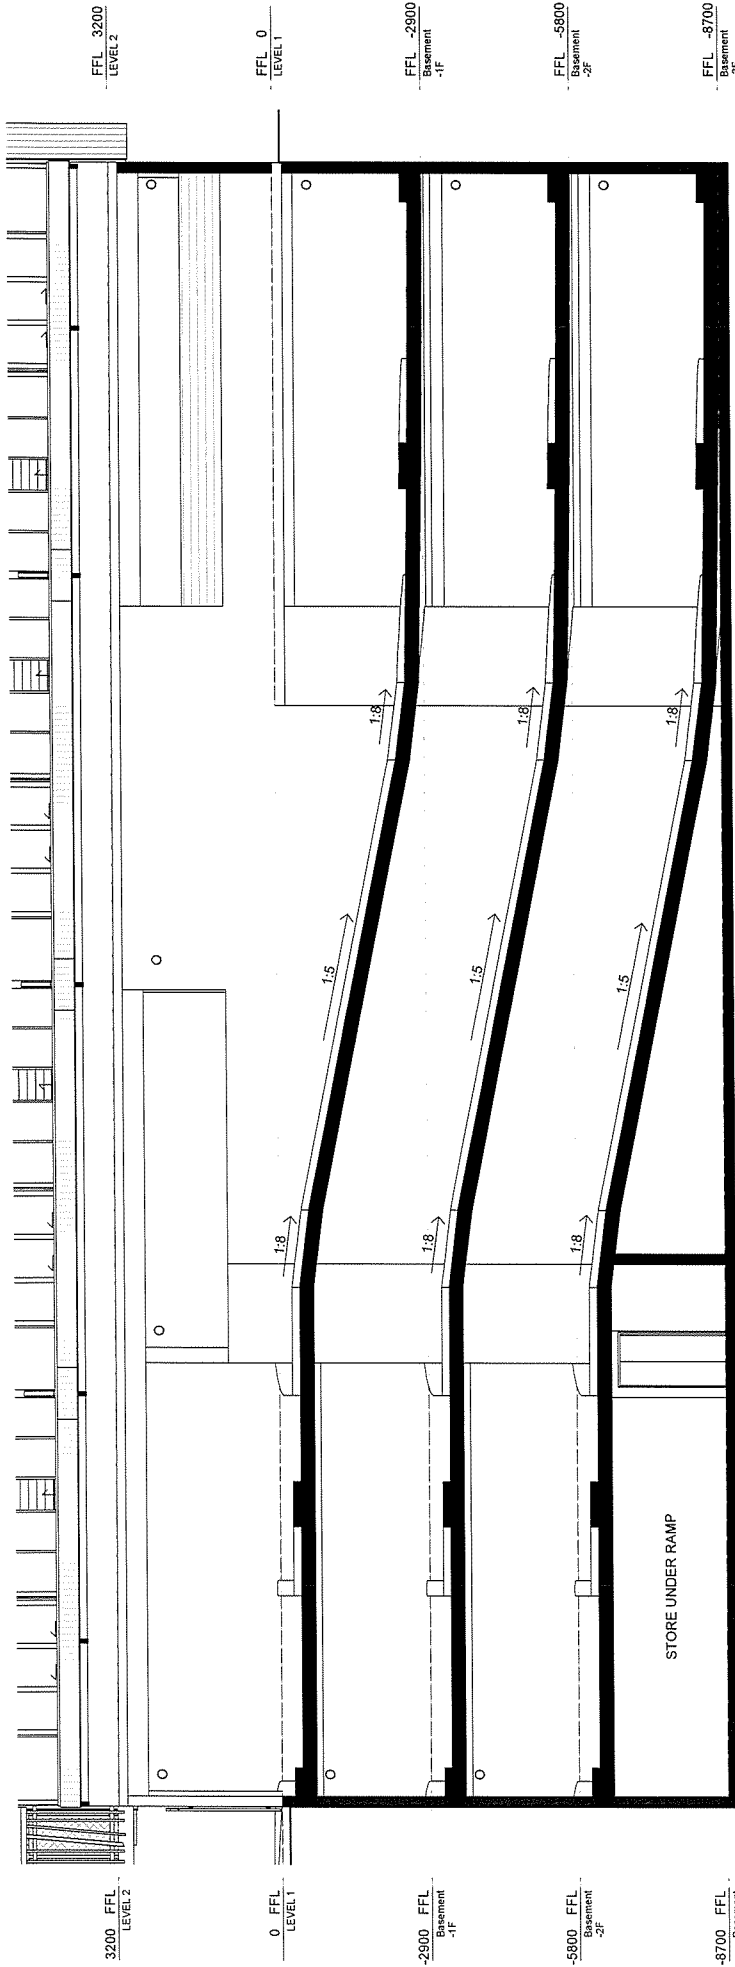 FFL 3200
LEVEL 2
FFL 0
LEVEL 1
FFL -2900
Basement
-1F
FFL -5800
Basement
-2F
FFL -8700
Basement
1:8
1:8
1:8
1:5
1:5
1:5
1:8
1:8
1:8
STORE UNDER RAMP
3200 FFL
LEVEL 2
0 FFL
LEVEL 1
-2900 FFL
Basement
-1F
-5800 FFL
Basement
-2F
-8700 FFL